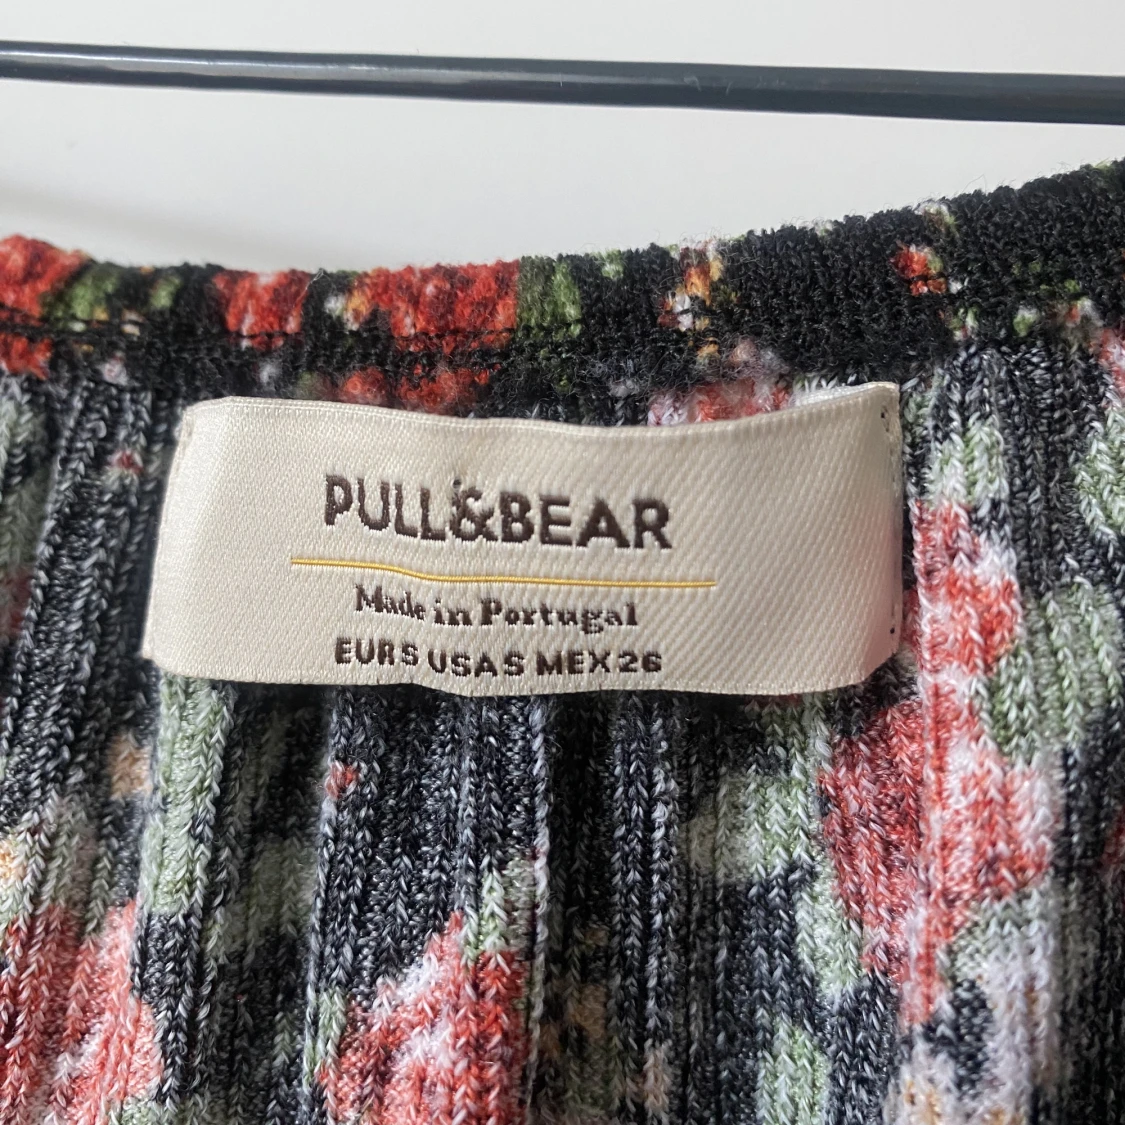 PULL&BEAR
Made in Portugal
EUR S USA S MEX 26